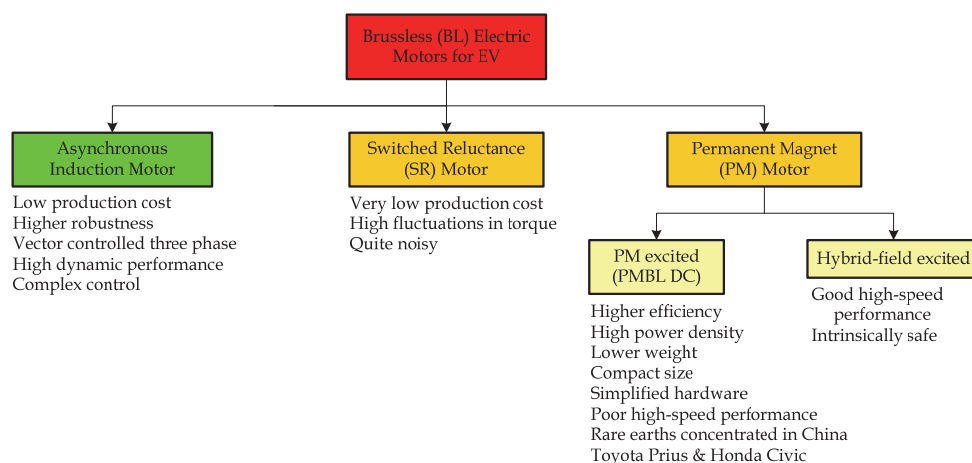 Brussless (BL) Electric
Motors for EV
Asynchronous
Induction Motor
Low production cost
Higher robustness
Vector controlled three phase
High dynamic performance
Complex control
Switched Reluctance
(SR) Motor
Very low production cost
High fluctuations in torque
Quite noisy
Permanent Magnet
(PM) Motor
PM excited
(PMBL DC)
Higher efficiency
High power density
Lower weight
Compact size
Simplified hardware
Poor high-speed performance
Rare earths concentrated in China
Toyota Prius & Honda Civic
Hybrid-field excited
Good high-speed
performance
Intrinsically safe